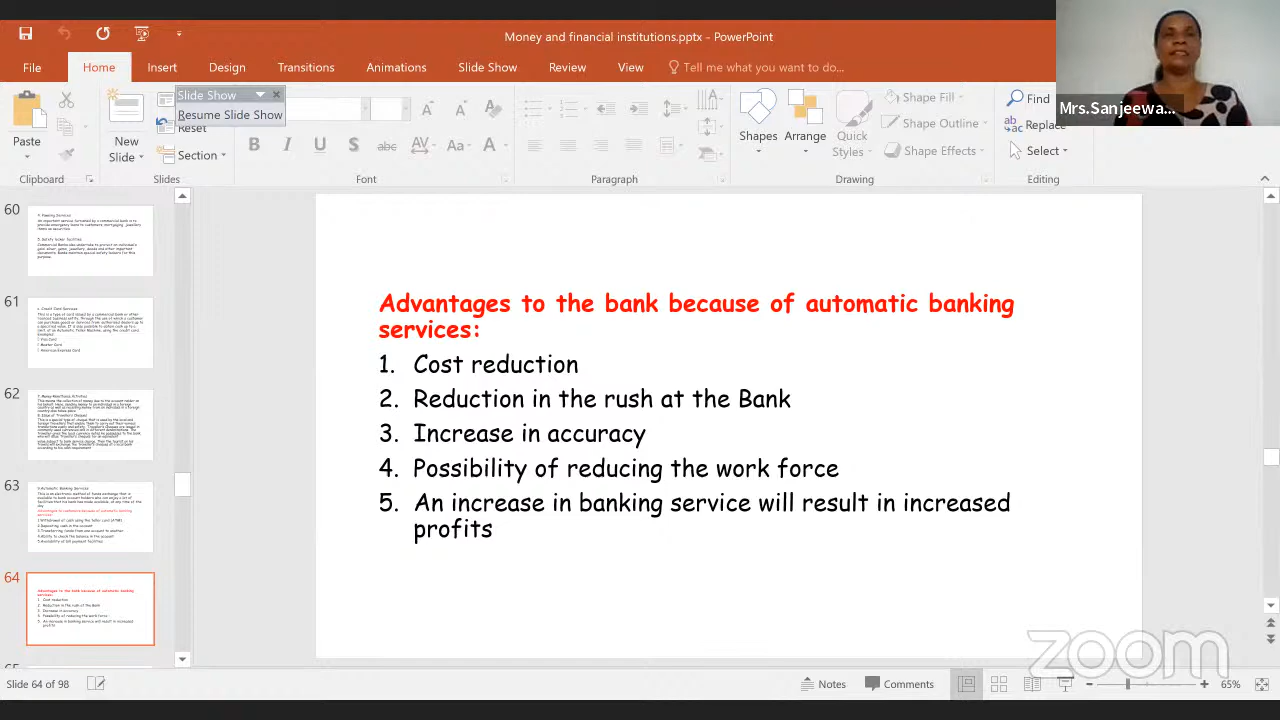 Money and financial institutions.pptx - PowerPoint
File Home Insert Design Transitions Animations Slide Show Review View Tell me what you want to do...
Mrs.Sanjeewa...
Slide Show
Resume Slide Show
Reset
Section
Paste
New Slide
Shapes
Arrange
Quick Styles
Shape Fill
Shape Outline
Shape Effects
Find
Replace
Select
Clipboard Slides Font Paragraph Drawing Editing
60
61
62
63
64
Advantages to the bank because of automatic banking
services:
1. Cost reduction
2. Reduction in the rush at the Bank
3. Increase in accuracy
4. Possibility of reducing the work force
5. An increase in banking service will result in increased
profits
zoom
Slide 64 of 98 Notes Comments 65%